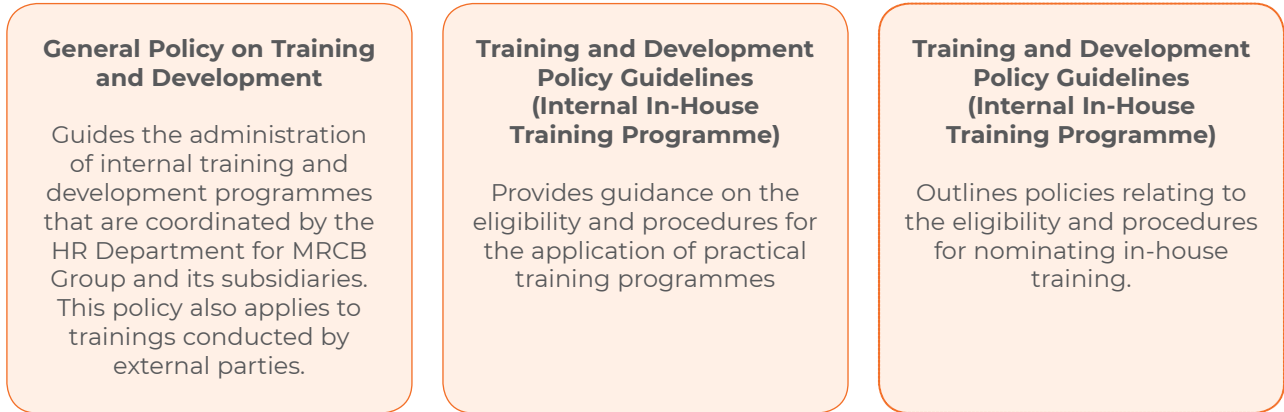 General Policy on Training
and Development
Guides the administration
of internal training and
development programmes
that are coordinated by the
HR Department for MRCB
Group and its subsidiaries.
This policy also applies to
trainings conducted by
external parties.
Training and Development
Policy Guidelines
(Internal In-House
Training Programme)
Provides guidance on the
eligibility and procedures for
the application of practical
training programmes
Training and Development
Policy Guidelines
(Internal In-House
Training Programme)
Outlines policies relating to
the eligibility and procedures
for nominating in-house
training.